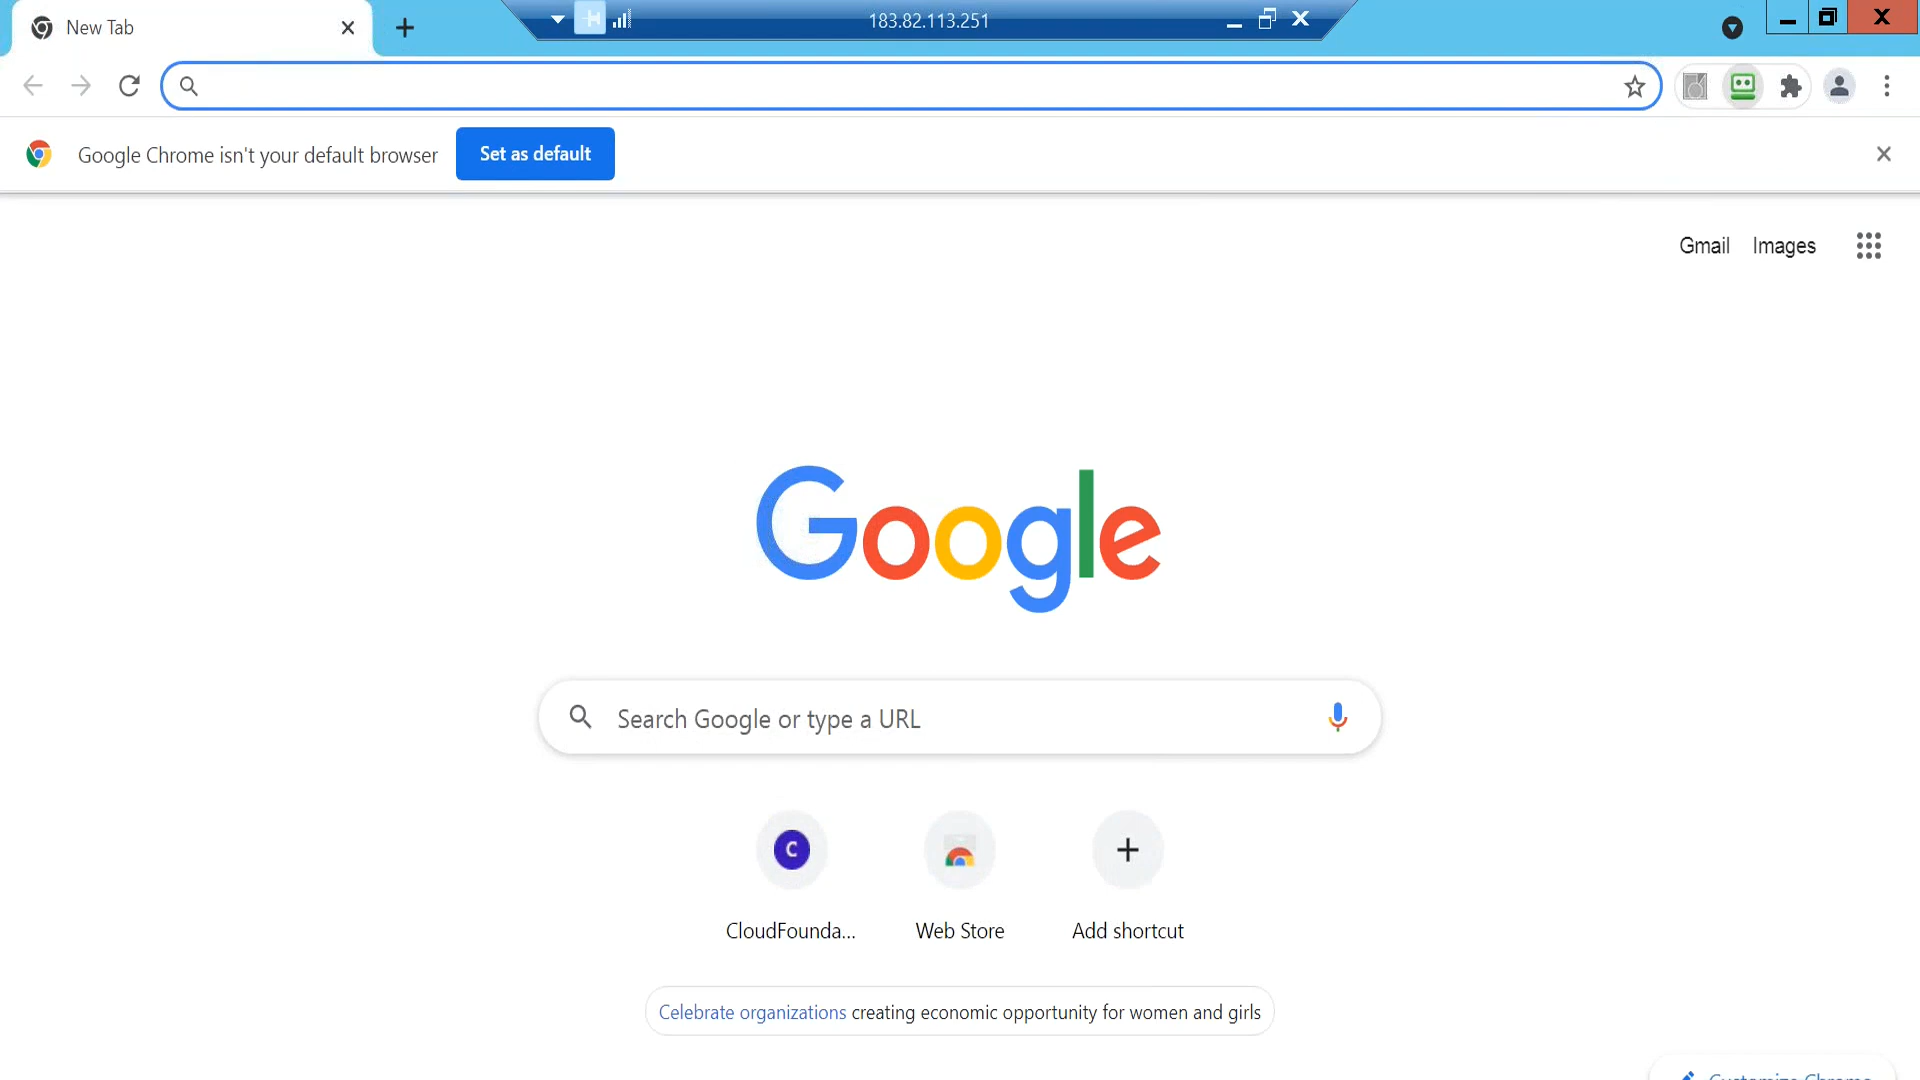 New Tab
183.82.113.251
Google Chrome isn't your default browser
Set as default
Gmail
Images
Google
Search Google or type a URL
C
CloudFounda...
Web Store
Add shortcut
Celebrate organizations creating economic opportunity for women and girls
Customize Chrome